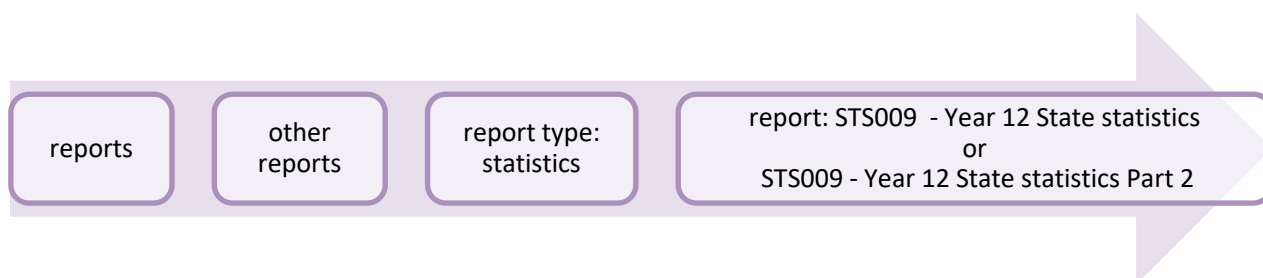 reports
other
reports
report type:
statistics
report: STS009  - Year 12 State statistics
or
STS009 - Year 12 State statistics Part 2